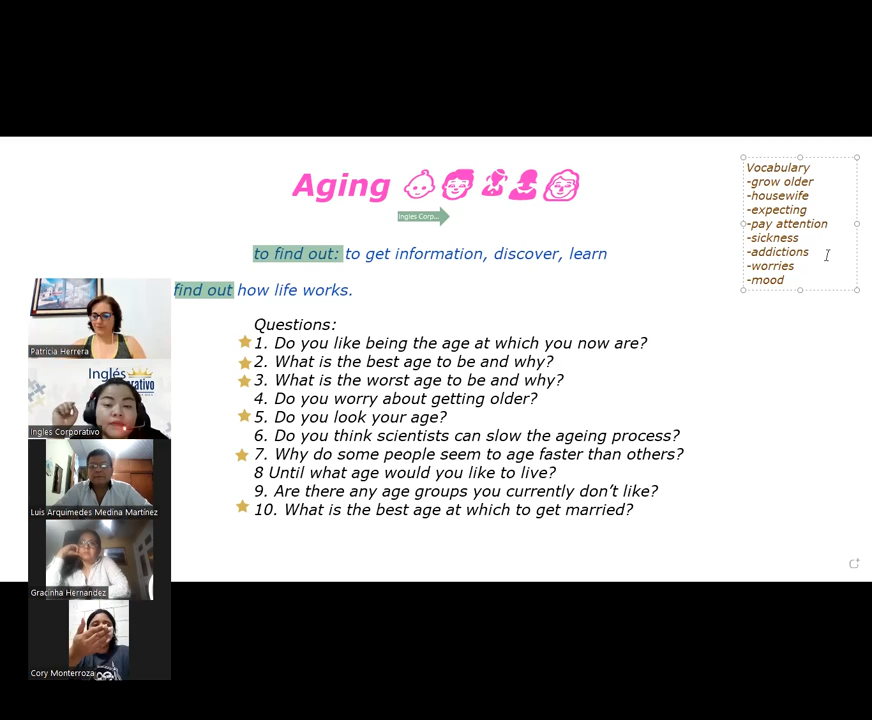 Aging
Inglés Corp...
to find out: to get information, discover, learn
find out how life works.
Questions:
1. Do you like being the age at which you now are?
2. What is the best age to be and why?
3. What is the worst age to be and why?
4. Do you worry about getting older?
5. Do you look your age?
6. Do you think scientists can slow the ageing process?
7. Why do some people seem to age faster than others?
8 Until what age would you like to live?
9. Are there any age groups you currently don’t like?
10. What is the best age at which to get married?
Vocabulary
-grow older
-housewife
-expecting
-pay attention
-sickness
-addictions
-worries
-mood
Patricia Herrera
Inglés
Ingles Corporativo
Luis Arquimedes Medina Martínez
Gracinha Hernandez
Cory Monterroza